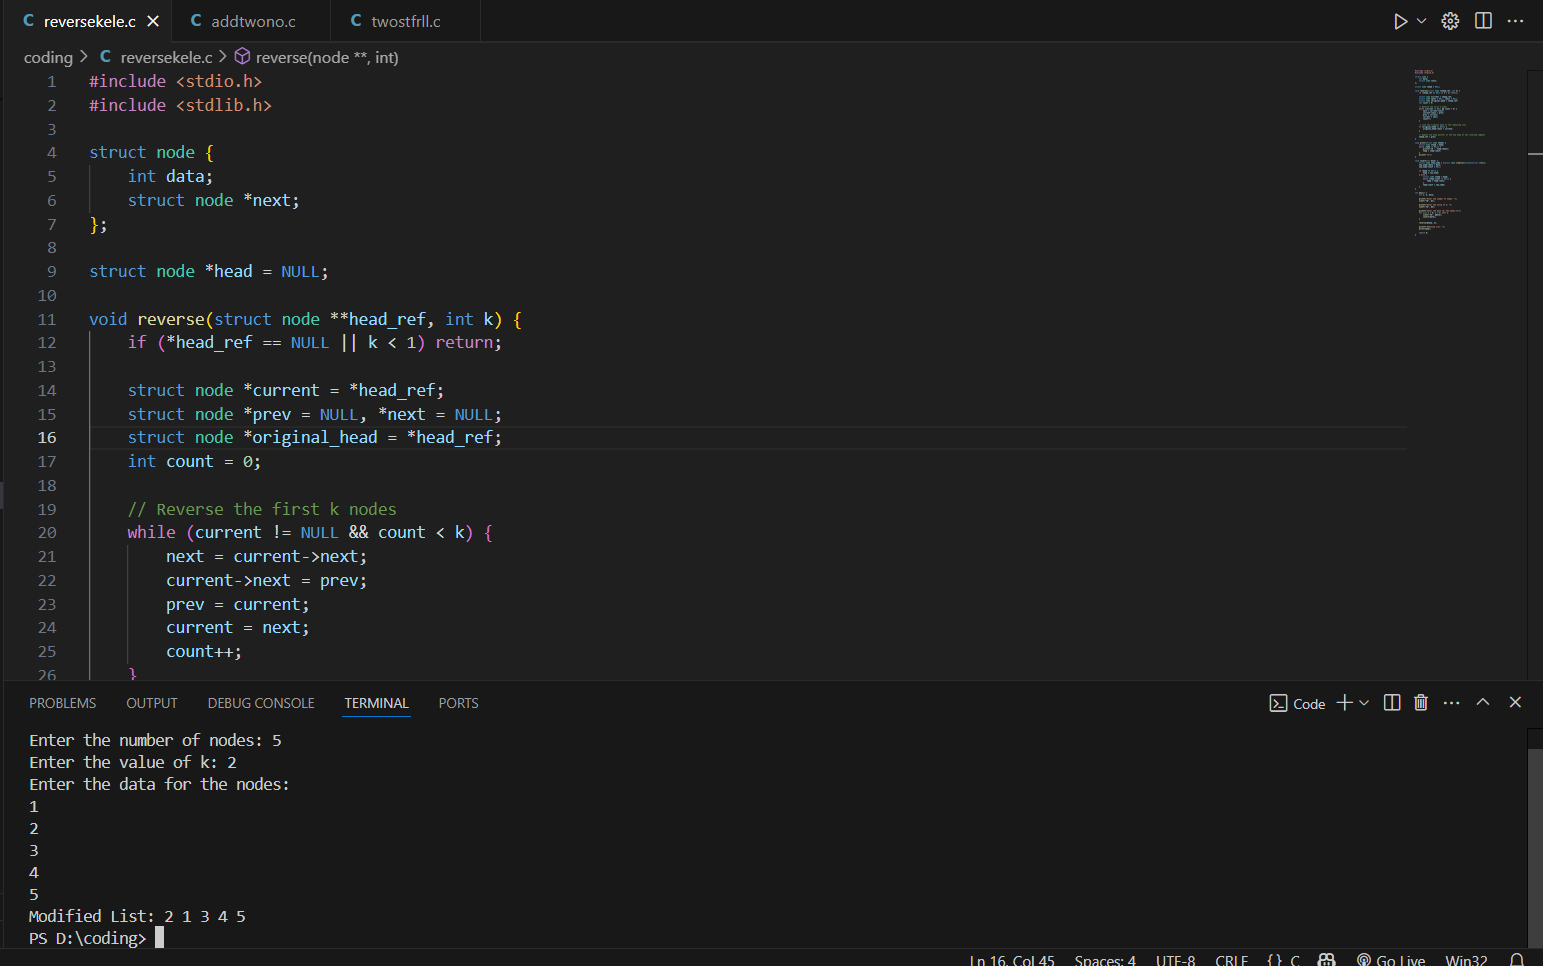 C reversekele.c
C addtwono.c
C twostfrll.c
coding > C reversekele.c > reverse(node **, int)
1 #include <stdio.h>
2 #include <stdlib.h>
3
4 struct node {
5     int data;
6     struct node *next;
7 };
8
9 struct node *head = NULL;
10
11 void reverse(struct node **head_ref, int k) {
12     if (*head_ref == NULL || k < 1) return;
13
14     struct node *current = *head_ref;
15     struct node *prev = NULL, *next = NULL;
16     struct node *original_head = *head_ref;
17     int count = 0;
18
19     // Reverse the first k nodes
20     while (current != NULL && count < k) {
21         next = current->next;
22         current->next = prev;
23         prev = current;
24         current = next;
25         count++;
26     }
PROBLEMS OUTPUT DEBUG CONSOLE TERMINAL PORTS
Code
Enter the number of nodes: 5
Enter the value of k: 2
Enter the data for the nodes:
1
2
3
4
5
Modified List: 2 1 3 4 5
PS D:\coding>
Ln 16, Col 45 Spaces: 4 UTF-8 CRLF {} C Go Live Win32